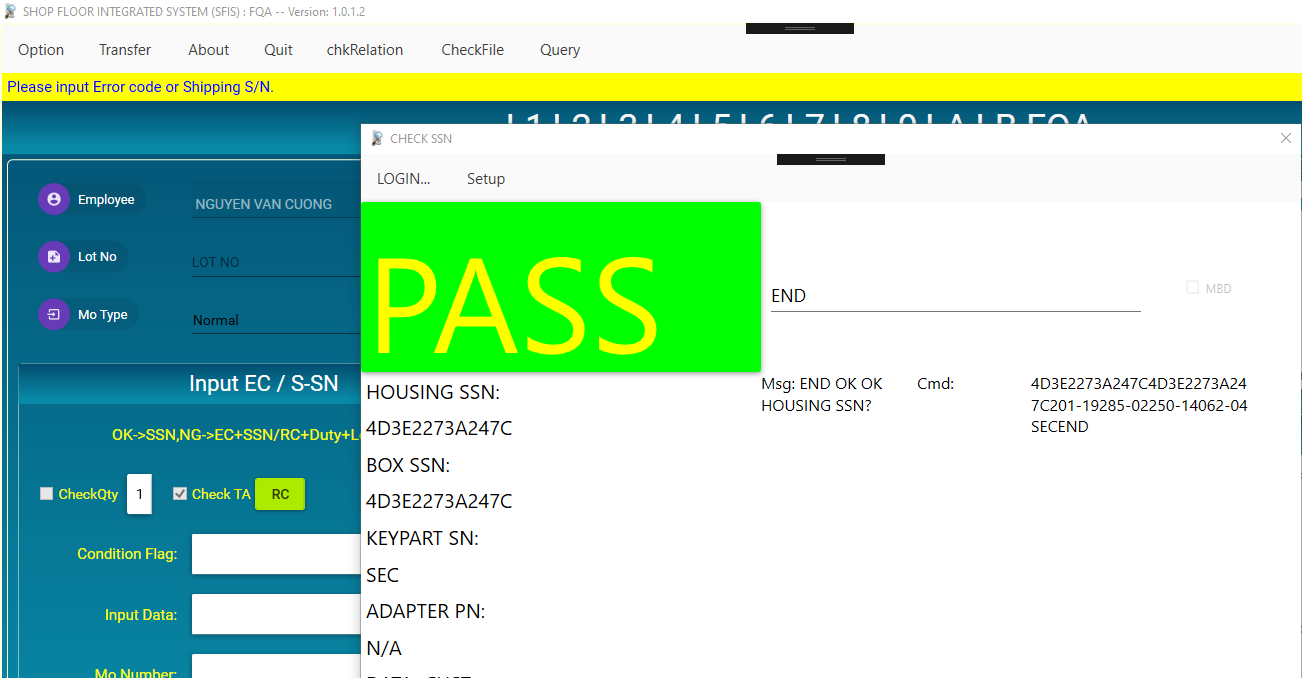 SHOP FLOOR INTEGRATED SYSTEM (SFIS) : FQA -- Version: 1.0.1.2
Option Transfer About Quit chkRelation CheckFile Query
Please input Error code or Shipping S/N.
CHECK SSN
LOGIN... Setup
Employee NGUYEN VAN CUONG
Lot No LOT NO
Mo Type Normal
Input EC / S-SN
OK->SSN,NG->EC+SSN/RC+Duty+L
CheckQty 1 Check TA RC
Condition Flag:
Input Data:
Mo Number:
PASS
END
MBD
HOUSING SSN:
4D3E2273A247C
BOX SSN:
4D3E2273A247C
KEYPART SN:
SEC
ADAPTER PN:
N/A
Msg: END OK OK
HOUSING SSN?
Cmd:
4D3E2273A247C4D3E2273A24
7C201-19285-02250-14062-04
SECEND